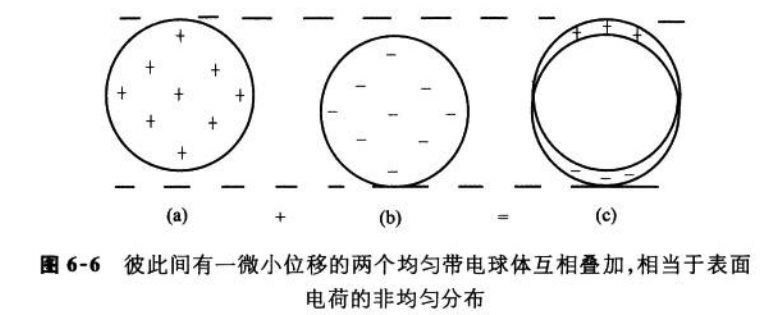 (a) + (b) = (c)
图 6-6 彼此间有一微小位移的两个均匀带电球体互相叠加,相当于表面
电荷的非均匀分布